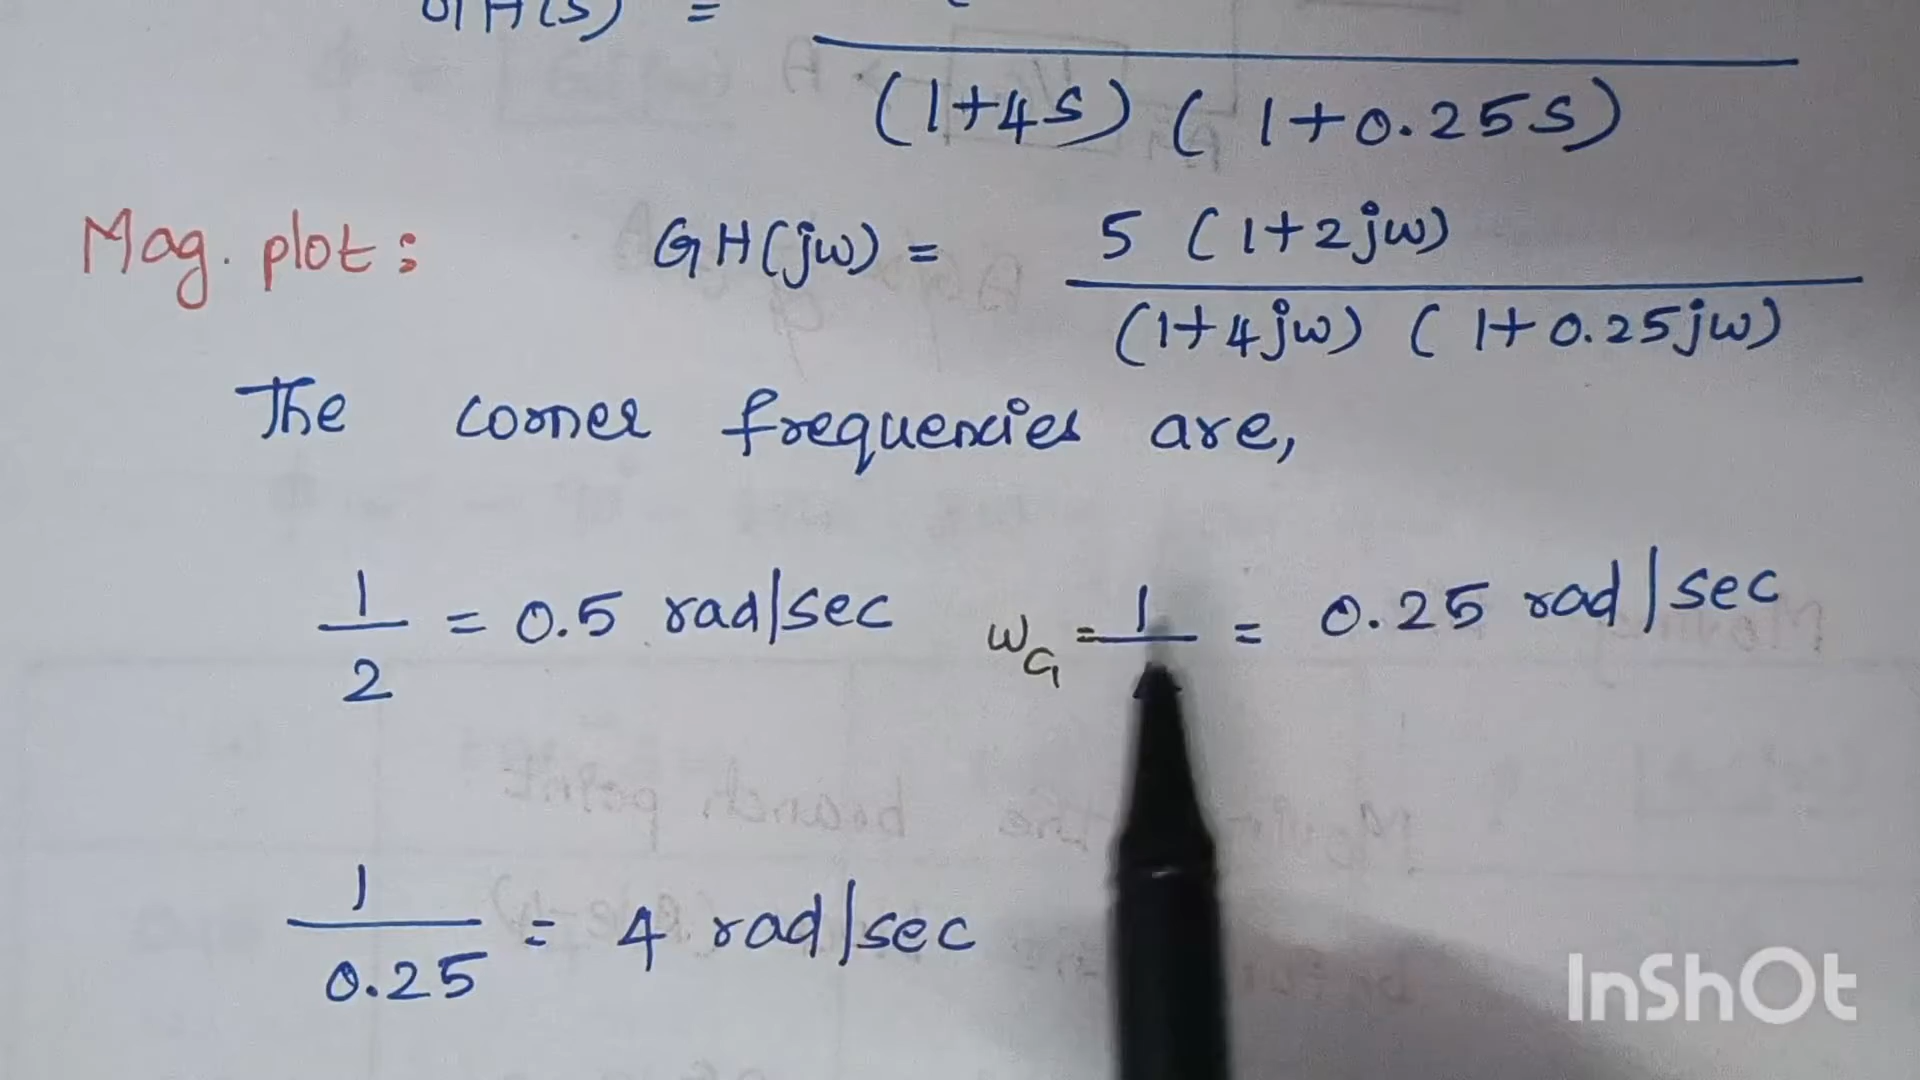 GH(s) =
(1+4s) ( 1+0.25s)
Mag. plot : GH(jω) = 5 (1+2jω)
(1+4jω) ( 1+0.25jω)
The corner frequencies are,
1/2 = 0.5 rad/sec ωC1 = 1/ = 0.25 rad/sec
1/0.25 = 4 rad/sec
InShOt